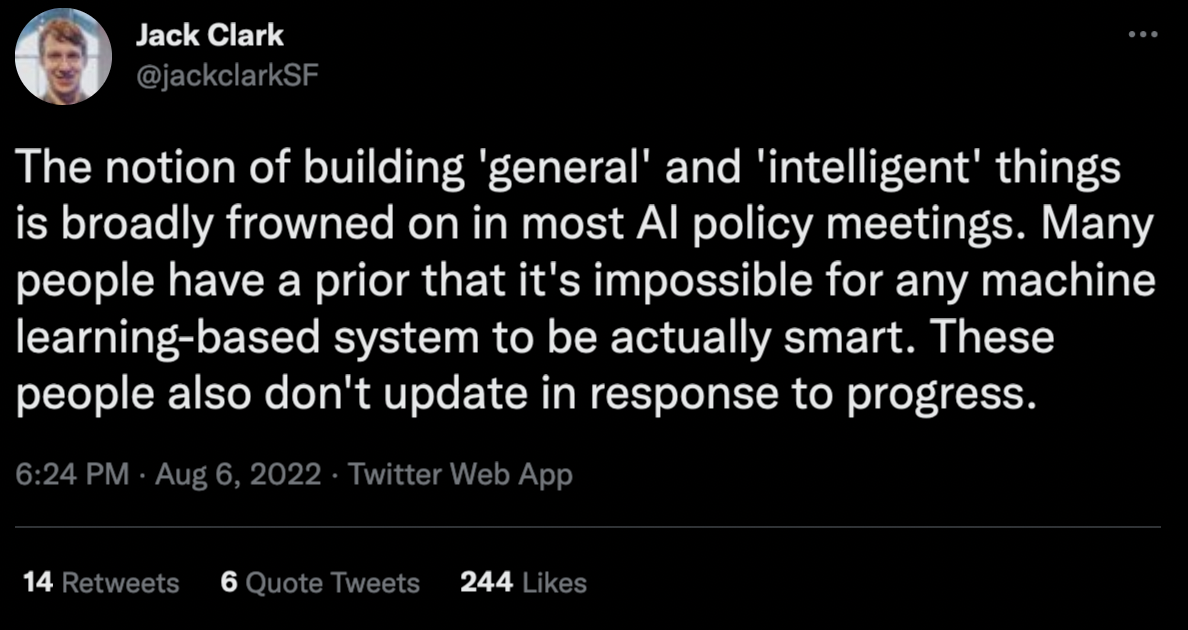 Jack Clark
@jackclarkSF
The notion of building 'general' and 'intelligent' things
is broadly frowned on in most AI policy meetings. Many
people have a prior that it's impossible for any machine
learning-based system to be actually smart. These
people also don't update in response to progress.
6:24 PM · Aug 6, 2022 · Twitter Web App
14 Retweets 6 Quote Tweets 244 Likes